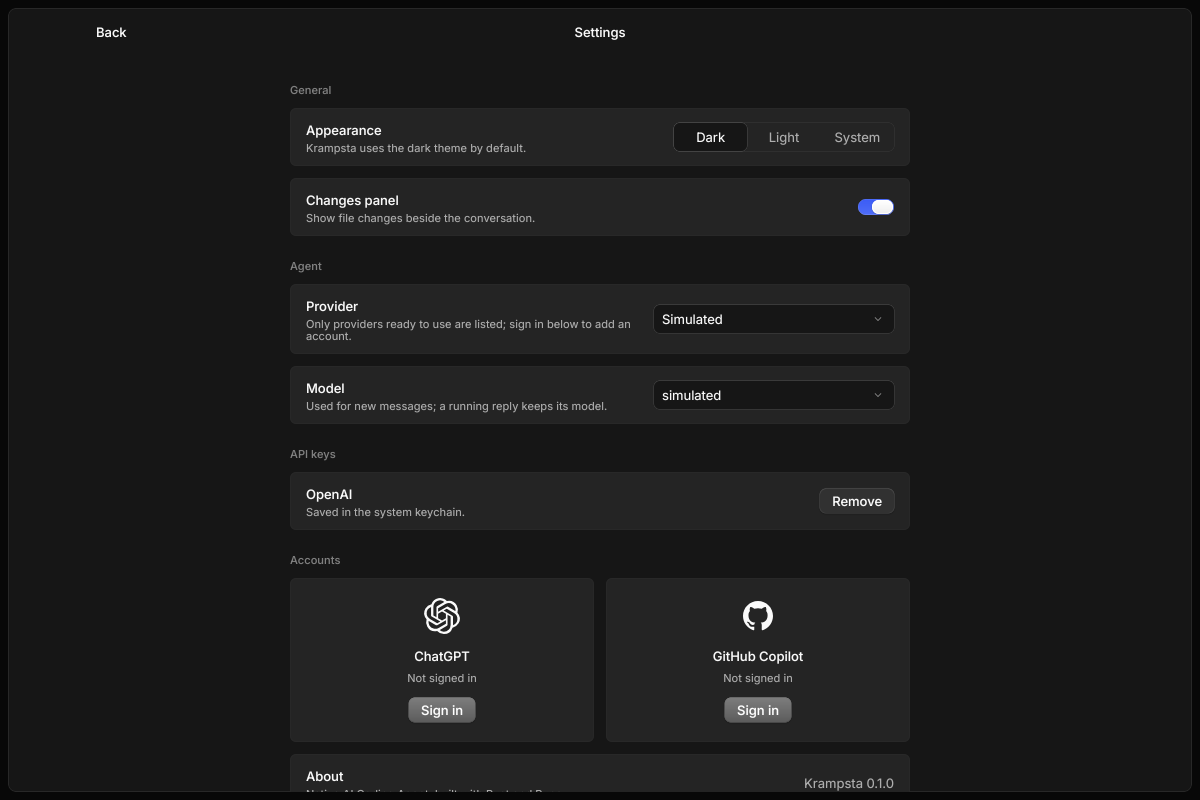 Back
Settings
General
Appearance
Krampsta uses the dark theme by default.
Dark
Light
System
Changes panel
Show file changes beside the conversation.
Agent
Provider
Only providers ready to use are listed; sign in below to add an
account.
Simulated
Model
Used for new messages; a running reply keeps its model.
simulated
API keys
OpenAI
Saved in the system keychain.
Remove
Accounts
ChatGPT
Not signed in
Sign in
GitHub Copilot
Not signed in
Sign in
About
Krampsta 0.1.0